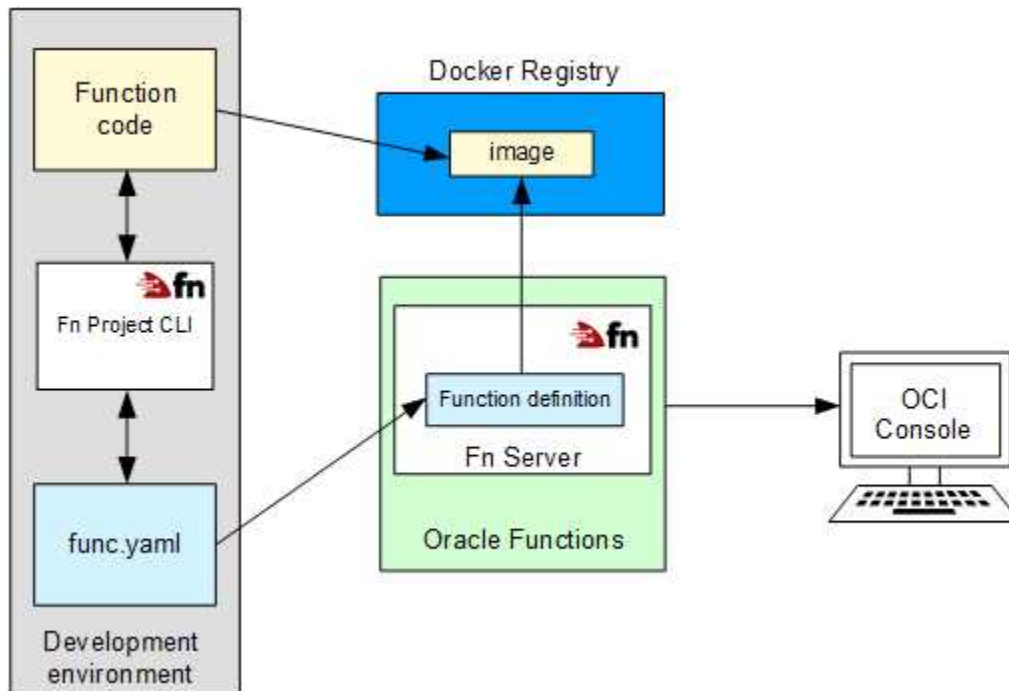 Function
code
fn
Fn Project CLI
func.yaml
Development
environment
Docker Registry
image
fn
Function definition
Fn Server
Oracle Functions
OCI
Console